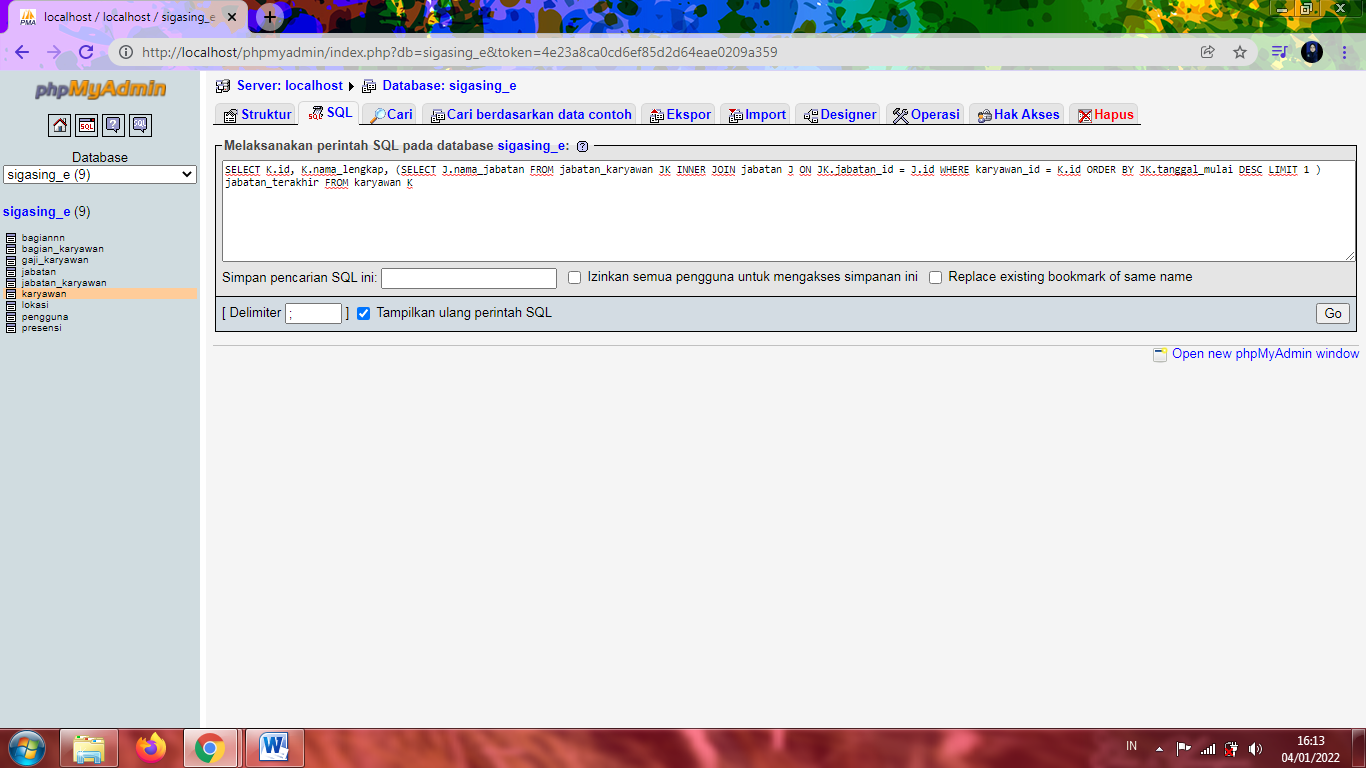 localhost / localhost / sigasing_e
http://localhost/phpmyadmin/index.php?db=sigasing_e&token=4e23a8ca0cd6ef85d2d64eae0209a359
phpMyAdmin
Server: localhost Database: sigasing_e
Struktur SQL Cari Cari berdasarkan data contoh Ekspor Import Designer Operasi Hak Akses Hapus
SQL
Database
sigasing_e (9)
sigasing_e (9)
bagiannn
bagian_karyawan
gaji_karyawan
jabatan
jabatan_karyawan
karyawan
lokasi
pengguna
presensi
Melaksanakan perintah SQL pada database sigasing_e:
SELECT K.id, K.nama_lengkap, (SELECT J.nama_jabatan FROM jabatan_karyawan JK INNER JOIN jabatan J ON JK.jabatan_id = J.id WHERE karyawan_id = K.id ORDER BY JK.tanggal_mulai DESC LIMIT 1 )
jabatan_terakhir FROM karyawan K
Simpan pencarian SQL ini: Izinkan semua pengguna untuk mengakses simpanan ini Replace existing bookmark of same name
[ Delimiter ; ] Tampilkan ulang perintah SQL Go
Open new phpMyAdmin window
IN
16:13
04/01/2022